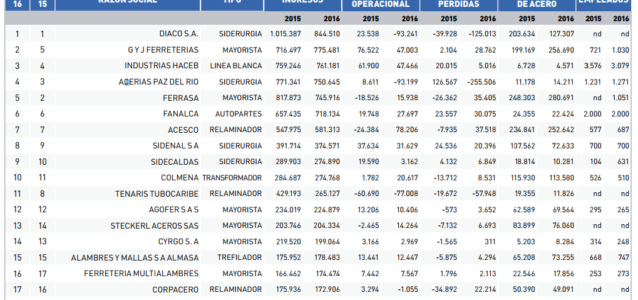 16 15 RAZÓN SOCIAL TIPO INGRESOS OPERACIONAL PERDIDAS DE ACERO EMPLEADOS
2015 2016 2015 2016 2015 2016 2015 2016 2015 2016
1 1 DIACO S.A. SIDERURGIA 1.015.387 844.510 23.538 -93.241 -39.928 -125.013 203.634 127.307 nd nd
2 5 G Y J FERRETERIAS MAYORISTA 716.497 775.481 76.522 47.003 2.104 28.762 199.169 256.690 721 1.030
3 4 INDUSTRIAS HACEB LINEA BLANCA 759.246 761.181 61.900 47.466 20.015 5.016 6.728 4.571 3.576 3.079
4 3 ACERIAS PAZ DEL RIO SIDERURGIA 771.341 750.645 8.611 -93.199 126.567 -255.506 11.178 14.211 1.231 1.271
5 2 FERRASA MAYORISTA 817.873 745.916 -18.526 15.938 -26.362 35.405 248.303 280.691 nd 1.051
6 6 FANALCA AUTOPARTES 657.435 718.134 19.748 27.697 23.557 30.075 24.355 22.424 2.000 2.000
7 7 ACESCO RELAMINADOR 547.975 581.313 -24.384 78.206 -7.935 37.518 234.841 252.642 577 687
8 9 SIDENAL S A SIDERURGIA 391.714 374.571 37.634 31.629 24.536 20.396 107.562 72.633 700 700
9 10 SIDECALDAS SIDERURGIA 289.903 274.890 19.590 3.162 4.132 6.849 18.814 10.281 104 631
10 11 COLMENA TRANSFORMADOR 284.687 274.768 1.782 20.617 -13.712 8.531 115.930 113.580 526 510
11 8 TENARIS TUBOCARIBE RELAMINADOR 429.193 265.127 -60.690 -77.008 -19.672 -57.948 19.355 11.826 nd nd
12 12 AGOFER S A S MAYORISTA 234.019 224.879 13.206 10.406 -573 3.652 62.589 69.564 295 265
13 14 STECKERL ACEROS SAS MAYORISTA 203.746 204.334 -2.465 14.264 -7.132 6.693 83.899 76.060 nd nd
14 13 CYRGO S. A MAYORISTA 219.520 199.064 3.166 2.969 -1.565 311 5.203 8.284 314 248
15 15 ALAMBRES Y MALLAS S A ALMASA TREFILADOR 175.952 178.483 13.441 12.447 -5.875 4.294 65.208 73.255 668 747
16 17 FERRETERIA MULTIALAMBRES MAYORISTA 166.462 174.474 7.442 7.567 1.796 2.113 22.546 17.856 253 273
17 16 CORPACERO RELAMINADOR 175.936 172.906 3.294 -1.055 -34.892 22.214 50.390 49.091 nd nd